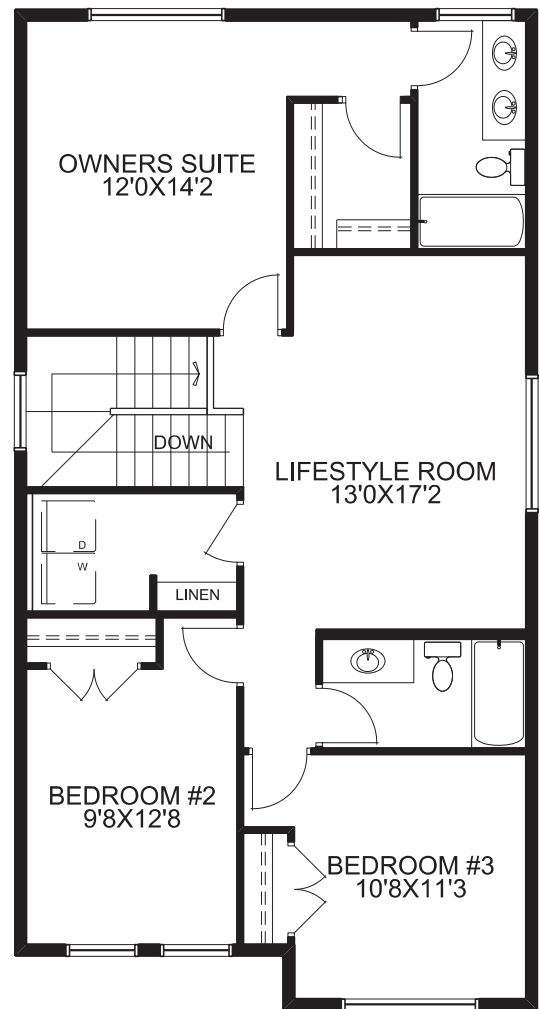 OWNERS SUITE
12'0X14'2
DOWN
LIFESTYLE ROOM
13'0X17'2
D
W
LINEN
BEDROOM #2
9'8X12'8
BEDROOM #3
10'8X11'3